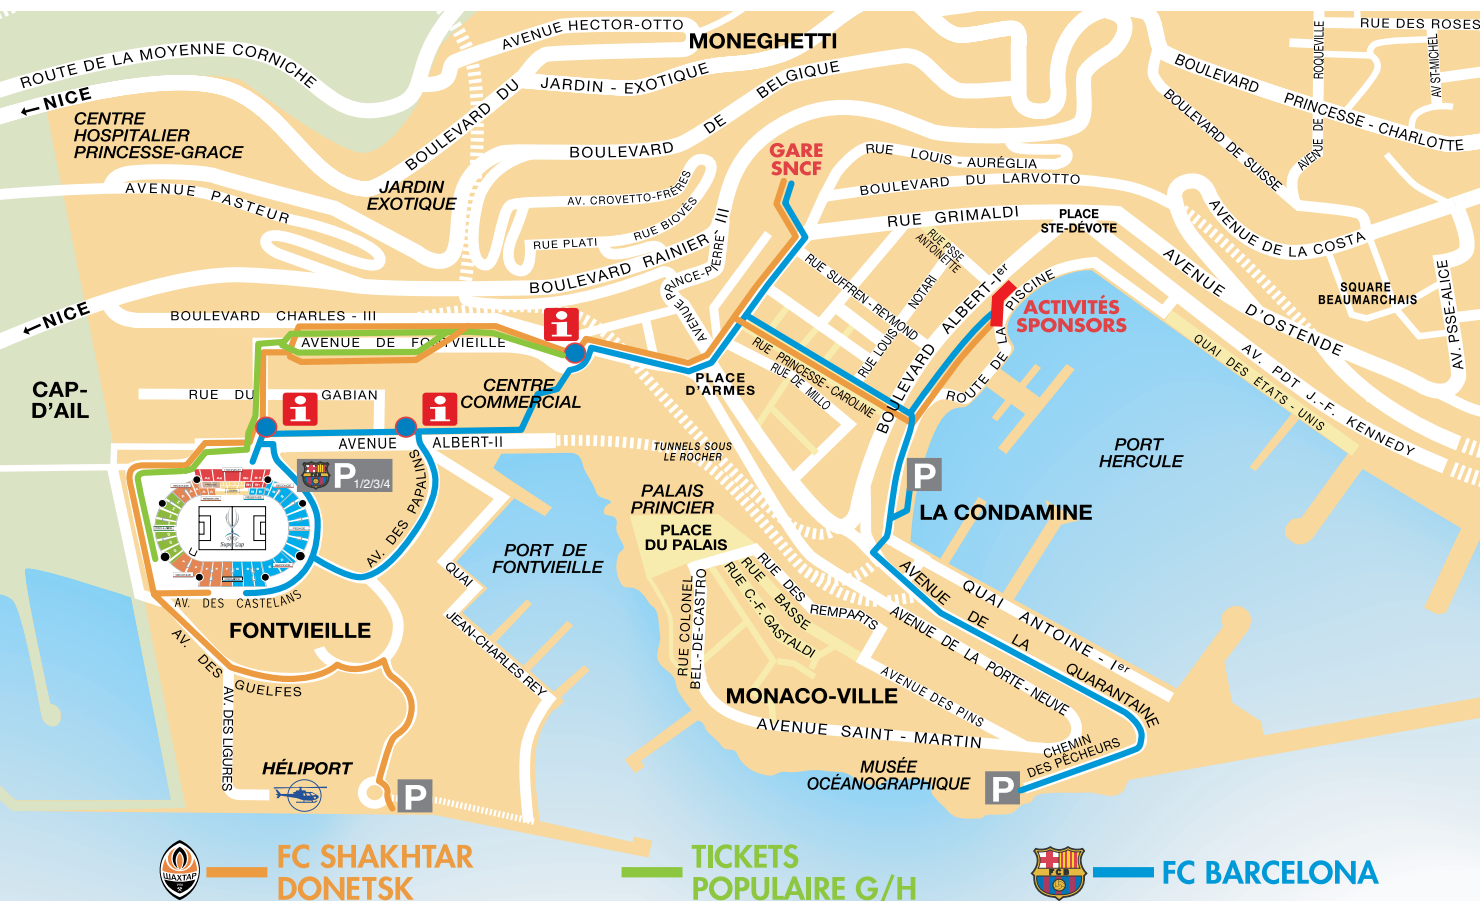 AVENUE HECTOR-OTTO
MONEGHETTI
RUE DES ROSES
ROQUEVILLE
AVENUE DE
AV ST-MICHEL
ROUTE DE LA MOYENNE CORNICHE
←NICE
CENTRE
HOSPITALIER
PRINCESSE-GRACE
BOULEVARD DU
JARDIN - EXOTIQUE
BOULEVARD DE BELGIQUE
BOULEVARD PRINCESSE - CHARLOTTE
BOULEVARD DE SUISSE
GARE
SNCF
RUE LOUIS - AURÉGLIA
BOULEVARD DU LARVOTTO
RUE GRIMALDI
PLACE
STE-DÉVOTE
AVENUE PASTEUR
JARDIN
EXOTIQUE
AV. CROVETTO-FRÈRES
RUE BIOVÈS
RUE PLATI
BOULEVARD RAINIER III
AVENUE PRINCE-PIERRE
AVENUE DE LA COSTA
AVENUE D'OSTENDE
SQUARE
BEAUMARCHAIS
AV. PSSE-ALICE
RUE PSSE
ANTOINETTE
RUE SUFFREN - REYMOND
RUE LOUIS NOTARI
BOULEVARD ALBERT-Ier
ROUTE DE LA PISCINE
ACTIVITÉS
SPONSORS
←NICE
BOULEVARD CHARLES - III
AVENUE DE FONTVIEILLE
i
RUE PRINCESSE - CAROLINE
RUE DE MILLO
QUAI DES ÉTATS - UNIS
AV. PDT J.-F. KENNEDY
CAP-
D'AIL
RUE DU GABIAN
CENTRE
COMMERCIAL
PLACE
D'ARMES
i
i
AVENUE ALBERT-II
TUNNELS SOUS
LE ROCHER
PORT
HERCULE
P 1/2/3/4
AV. DES PAPALINS
P
PALAIS
PRINCIER
PLACE
DU PALAIS
LA CONDAMINE
Super Cup
PORT DE
FONTVIEILLE
AV. DES CASTELANS
QUAI JEAN-CHARLES REY
RUE COLONEL
BEL.-DE-CASTRO
RUE DES REMPARTS
RUE BASSE
RUE C.-F. GASTALDI
AVENUE DE LA QUARANTAINE
QUAI ANTOINE - Ier
AVENUE DE LA PORTE - NEUVE
FONTVIEILLE
AV. DES GUELFES
AV. DES LIGURES
AVENUE DES PINS
MONACO-VILLE
AVENUE SAINT - MARTIN
CHEMIN
DES PÊCHEURS
HÉLIPORT
P
MUSÉE
OCÉANOGRAPHIQUE
P
ШАХТАР
FC SHAKHTAR
DONETSK
TICKETS
POPULAIRE G/H
FCB
FC BARCELONA